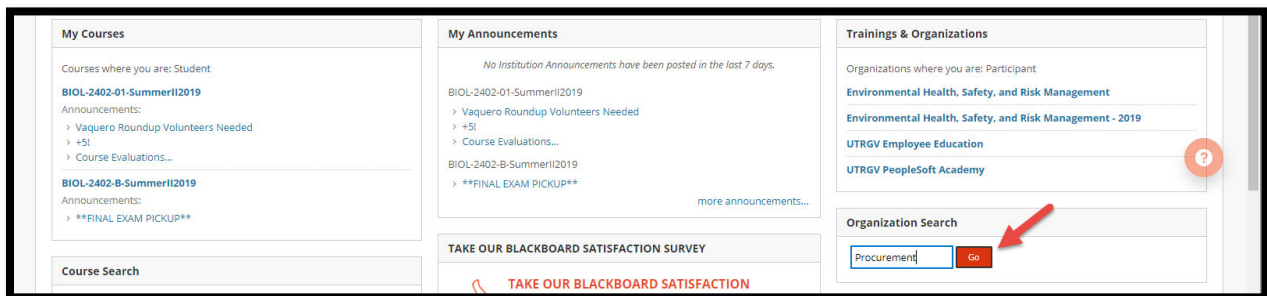 My Courses
Courses where you are: Student
BIOL-2402-01-SummerII2019
Announcements:
> Vaquero Roundup Volunteers Needed
> +5!
> Course Evaluations...
BIOL-2402-B-SummerII2019
Announcements:
> **FINAL EXAM PICKUP**
Course Search
My Announcements
No Institution Announcements have been posted in the last 7 days.
BIOL-2402-01-SummerII2019
> Vaquero Roundup Volunteers Needed
> +5!
> Course Evaluations...
BIOL-2402-B-SummerII2019
> **FINAL EXAM PICKUP**
more announcements...
TAKE OUR BLACKBOARD SATISFACTION SURVEY
TAKE OUR BLACKBOARD SATISFACTION
Trainings & Organizations
Organizations where you are: Participant
Environmental Health, Safety, and Risk Management
Environmental Health, Safety, and Risk Management - 2019
UTRGV Employee Education
UTRGV PeopleSoft Academy
?
Organization Search
Procurement Go